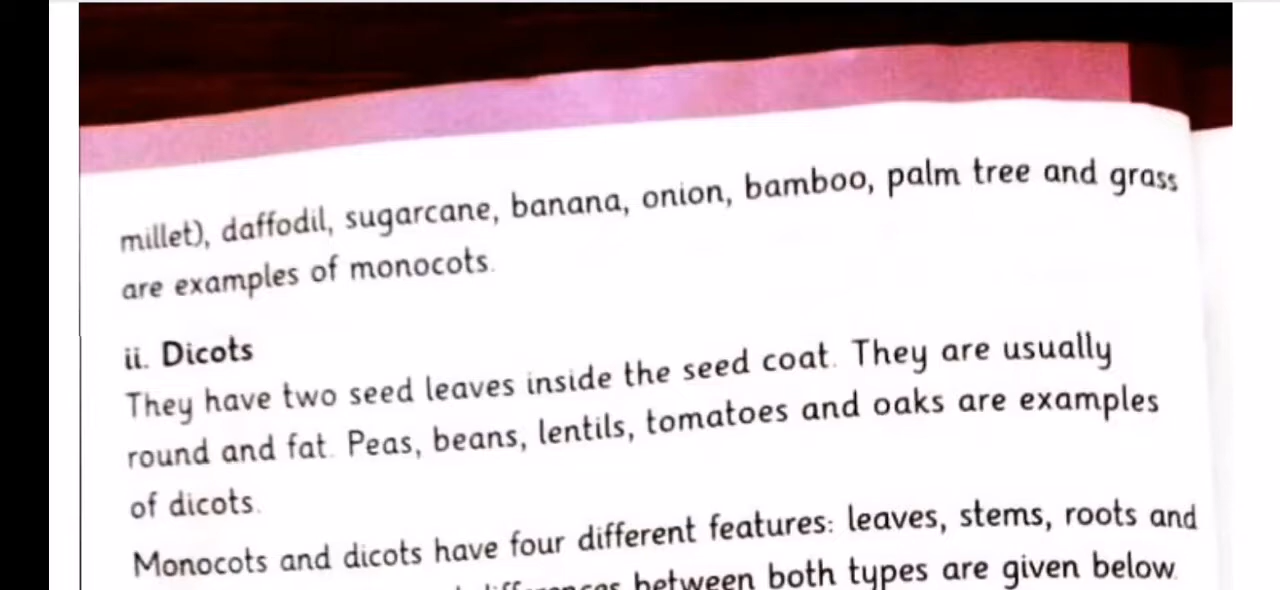 millet), daffodil, sugarcane, banana, onion, bamboo, palm tree and grass
are examples of monocots.
ii. Dicots
They have two seed leaves inside the seed coat. They are usually
round and fat. Peas, beans, lentils, tomatoes and oaks are examples
of dicots.
Monocots and dicots have four different features: leaves, stems, roots and
differences between both types are given below.